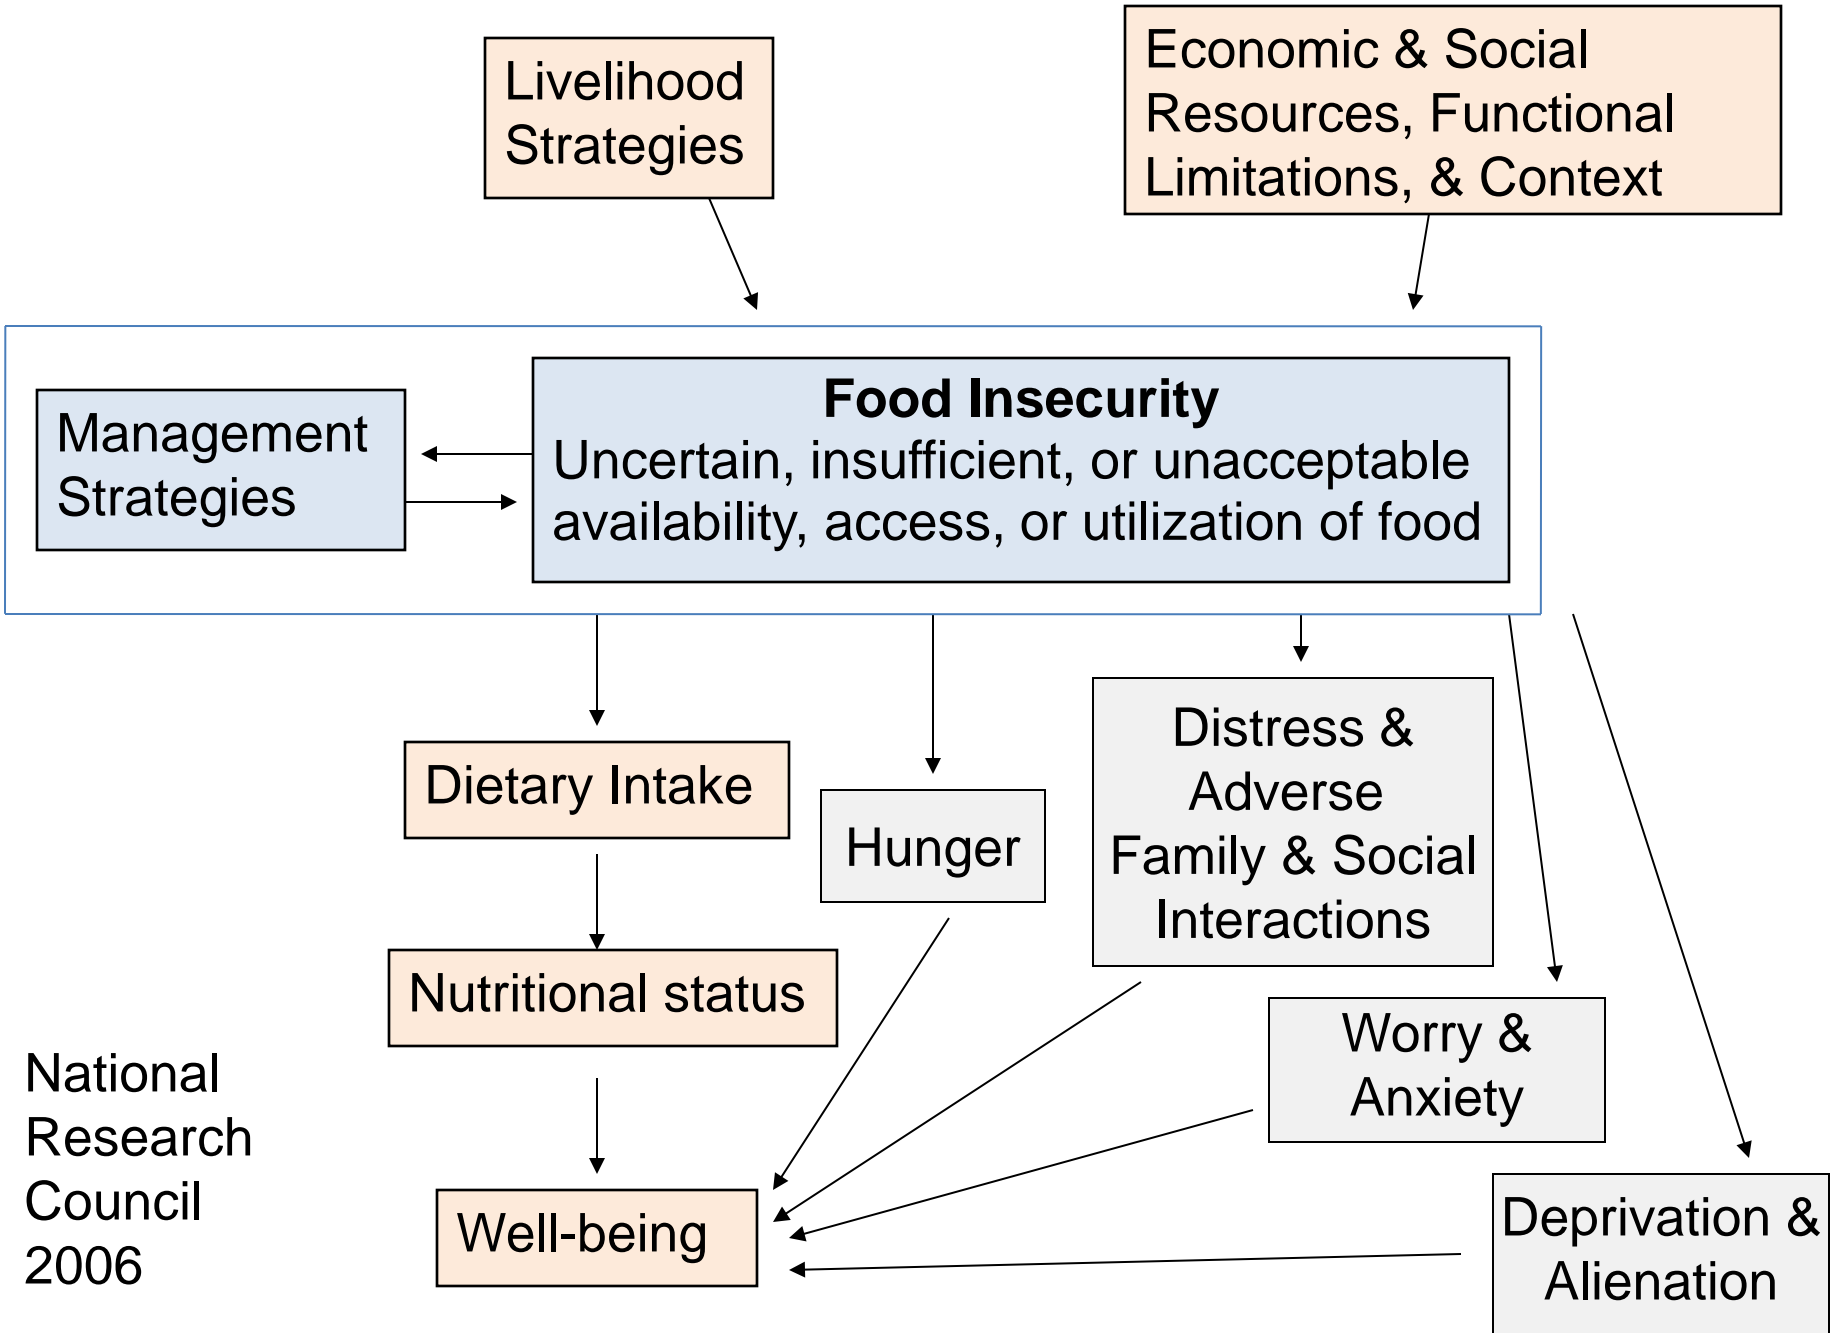 Livelihood
Strategies
Economic & Social
Resources, Functional
Limitations, & Context
Management
Strategies
Food Insecurity
Uncertain, insufficient, or unacceptable
availability, access, or utilization of food
Dietary Intake
Hunger
Distress &
Adverse
Family & Social
Interactions
Nutritional status
Worry &
Anxiety
National
Research
Council
2006
Well-being
Deprivation &
Alienation